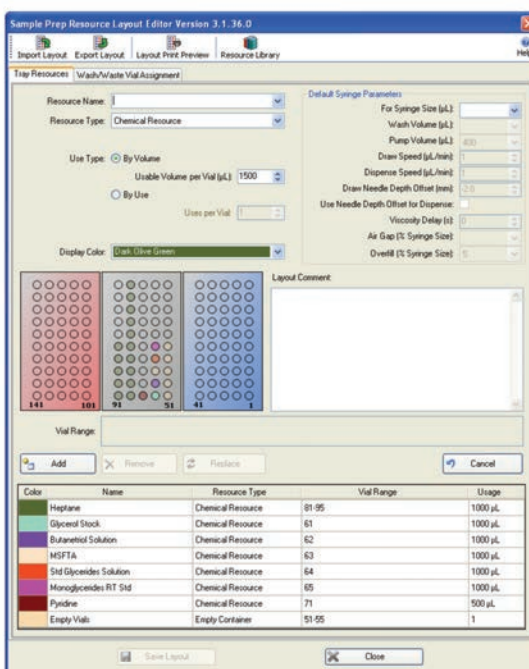 Sample Prep Resource Layout Editor Version 3.1.36.0
Import Layout Export Layout Layout Print Preview Resource Library Help
Tray Resources Wash/Waste Vial Assignment
Resource Name:
Resource Type: Chemical Resource
Use Type: By Volume
Usable Volume per Vial (µL): 1500
By Use
Uses per Vial: 1
Display Color: Dark Olive Green
Default Syringe Parameters
For Syringe Size (µL):
Wash Volume (µL):
Pump Volume (µL): 400
Draw Speed (µL/min): 1
Dispense Speed (µL/min): 1
Draw Needle Depth Offset (mm): -2.0
Use Needle Depth Offset for Dispense:
Viscosity Delay (s): 0
Air Gap (% Syringe Size):
Overfill (% Syringe Size): 5
141 101 91 51 41 1
Layout Comment:
Vial Range:
Add Remove Replace Cancel
Color Name Resource Type Vial Range Usage
Heptane Chemical Resource 81-95 1000 µL
Glycerol Stock Chemical Resource 61 1000 µL
Butanetriol Solution Chemical Resource 62 1000 µL
MSFTA Chemical Resource 63 1000 µL
Std Glycerides Solution Chemical Resource 64 1000 µL
Monoglycerides RT Std Chemical Resource 65 1000 µL
Pyridine Chemical Resource 71 500 µL
Empty Vials Empty Container 51-55 1
Save Layout Close